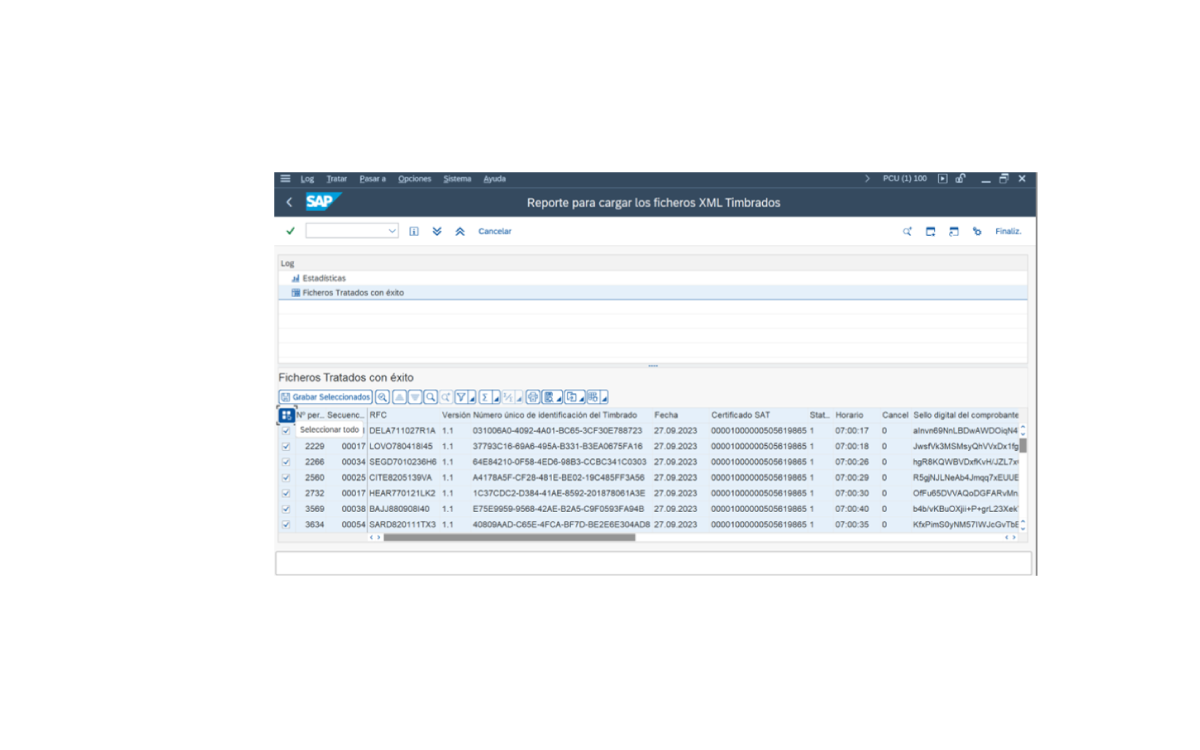 Log Tratar Pasar a Opciones Sistema Ayuda PCU (1) 100
SAP Reporte para cargar los ficheros XML Timbrados
Cancelar Finaliz.
Log
Estadísticas
Ficheros Tratados con éxito
Ficheros Tratados con éxito
Grabar Seleccionados
Nº per.. Secuenc.. RFC Versión Número único de identificación del Timbrado Fecha Certificado SAT Stat.. Horario Cancel Sello digital del comprobante
Seleccionar todo DELA711027R1A 1.1 031006A0-4092-4A01-BC65-3CF30E788723 27.09.2023 00001000000505619865 1 07:00:17 0 aInvn69NnLBDwAWDOiqN4
2229 00017 LOVO780418I45 1.1 37793C16-69A6-495A-B331-B3EA0675FA16 27.09.2023 00001000000505619865 1 07:00:18 0 JwsfVk3MSMsyQhVVxDx1fg
2266 00034 SEGD7010236H6 1.1 64E84210-0F58-4ED6-98B3-CCBC341C0303 27.09.2023 00001000000505619865 1 07:00:26 0 hgR8KQWBVDxfKvH/JZL7x
2560 00025 CITE8205139VA 1.1 A4178A5F-CF28-481E-BE02-19C485FF3A56 27.09.2023 00001000000505619865 1 07:00:29 0 R5gjNJLNeAb4Jmqq7xEUUE
2732 00017 HEAR770121LK2 1.1 1C37CDC2-D384-41AE-8592-201878061A3E 27.09.2023 00001000000505619865 1 07:00:30 0 OfFu65DVVAQoDGFARvMn
3569 00038 BAJJ880908I40 1.1 E75E9959-9568-42AE-B2A5-C9F0593FA94B 27.09.2023 00001000000505619865 1 07:00:40 0 b4b/vKBuOXjii+P+grL23Xek
3634 00054 SARD820111TX3 1.1 40809AAD-C65E-4FCA-BF7D-BE2E6E304AD8 27.09.2023 00001000000505619865 1 07:00:35 0 KfxPimS0yNM57IWJcGvTbE